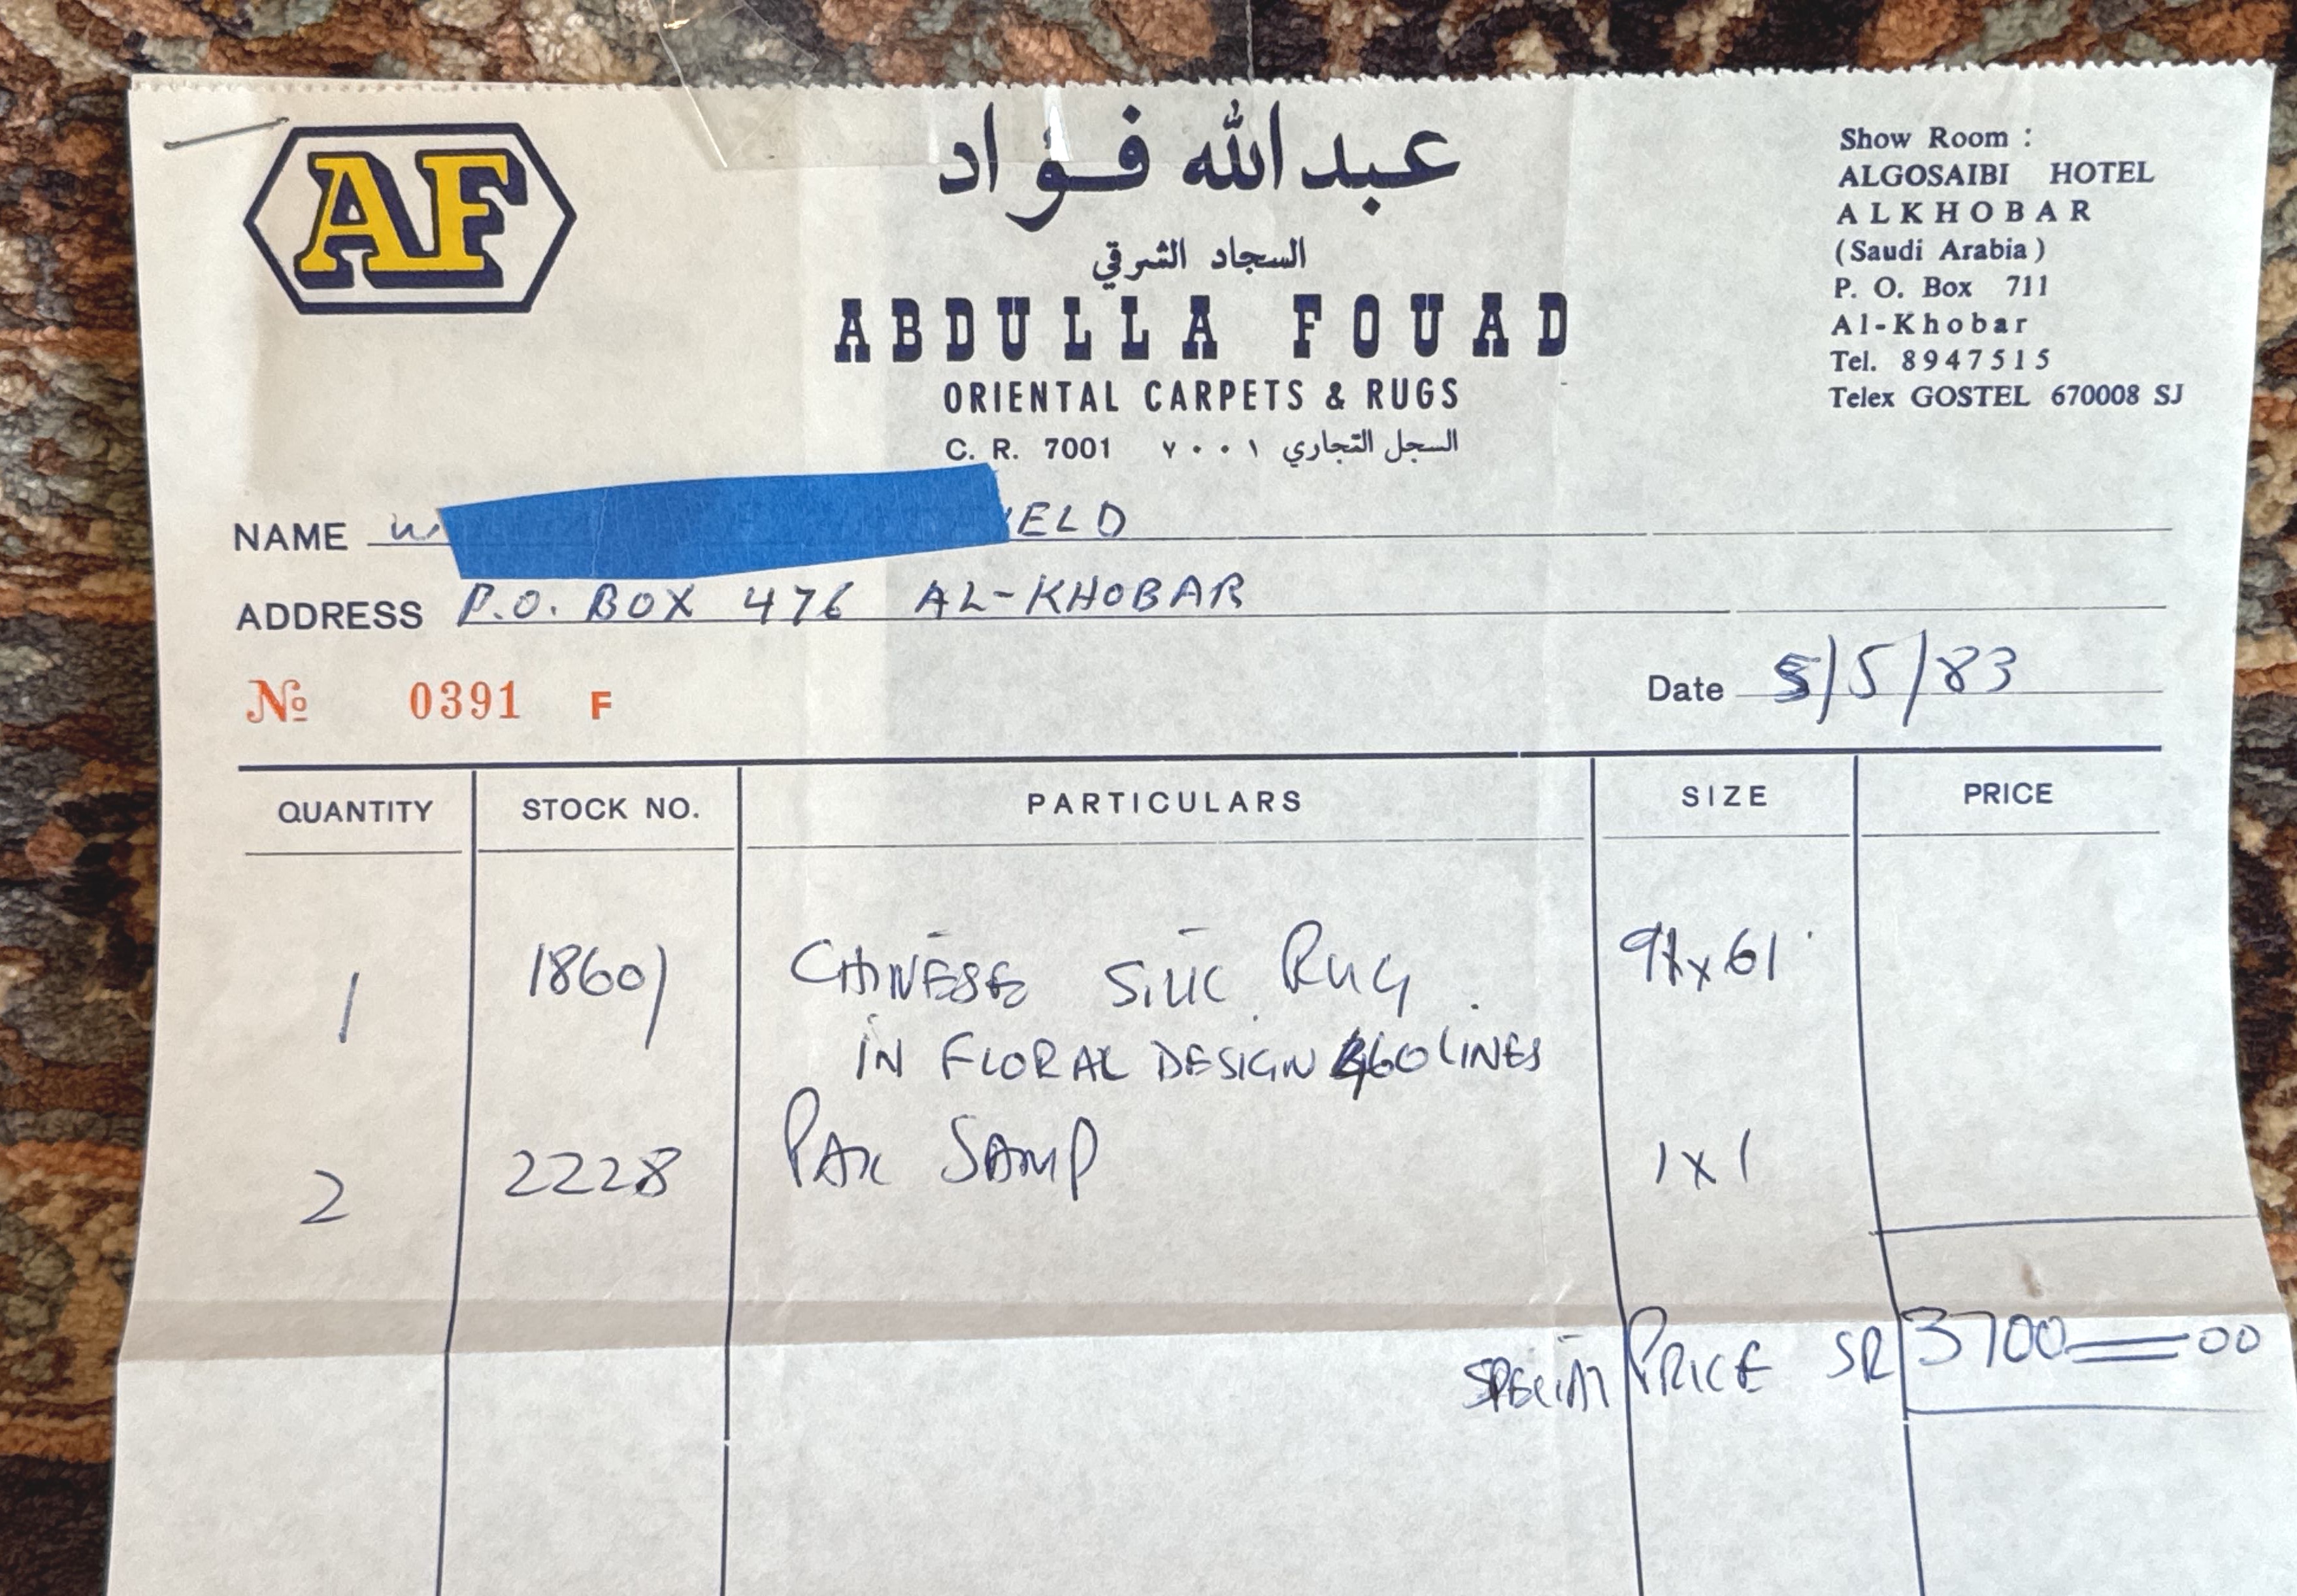 AF
عبدالله فؤاد
السجاد الشرقي
ABDULLA FOUAD
ORIENTAL CARPETS & RUGS
C. R. 7001 السجل التجاري ٧٠٠١
Show Room :
ALGOSAIBI HOTEL
ALKHOBAR
(Saudi Arabia)
P. O. Box 711
Al-Khobar
Tel. 8947515
Telex GOSTEL 670008 SJ
NAME
ADDRESS P.O. BOX 476 AL-KHOBAR
№ 0391 F
Date 5/5/83
QUANTITY STOCK NO. PARTICULARS SIZE PRICE
1 18601 CHINESE SILK RUG 91x61
IN FLORAL DESIGN 460 LINES
2 2228 PAK SAMP 1x1
SPECIAL PRICE SR 3700=00